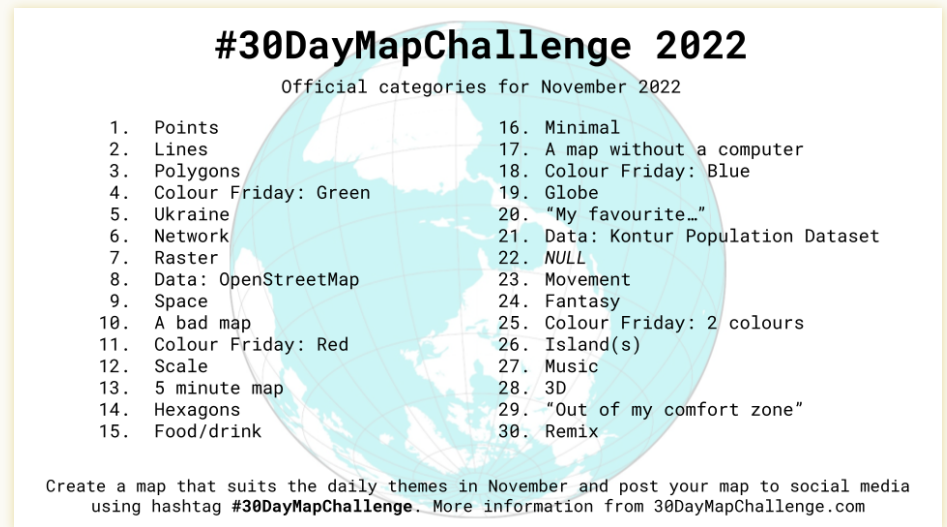 #30DayMapChallenge 2022
Official categories for November 2022
1. Points
2. Lines
3. Polygons
4. Colour Friday: Green
5. Ukraine
6. Network
7. Raster
8. Data: OpenStreetMap
9. Space
10. A bad map
11. Colour Friday: Red
12. Scale
13. 5 minute map
14. Hexagons
15. Food/drink
16. Minimal
17. A map without a computer
18. Colour Friday: Blue
19. Globe
20. “My favourite…”
21. Data: Kontur Population Dataset
22. NULL
23. Movement
24. Fantasy
25. Colour Friday: 2 colours
26. Island(s)
27. Music
28. 3D
29. “Out of my comfort zone”
30. Remix
Create a map that suits the daily themes in November and post your map to social media
using hashtag #30DayMapChallenge. More information from 30DayMapChallenge.com